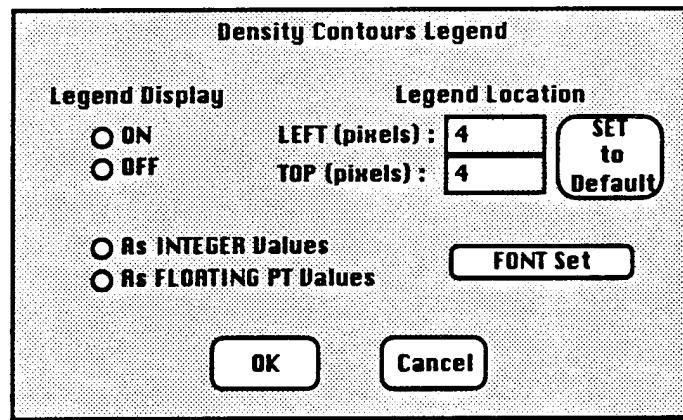 Density Contours Legend
Legend Display
Legend Location
ON
OFF
LEFT (pixels) : 4
TOP (pixels) : 4
SET
to
Default
As INTEGER Values
As FLOATING PT Values
FONT Set
OK
Cancel